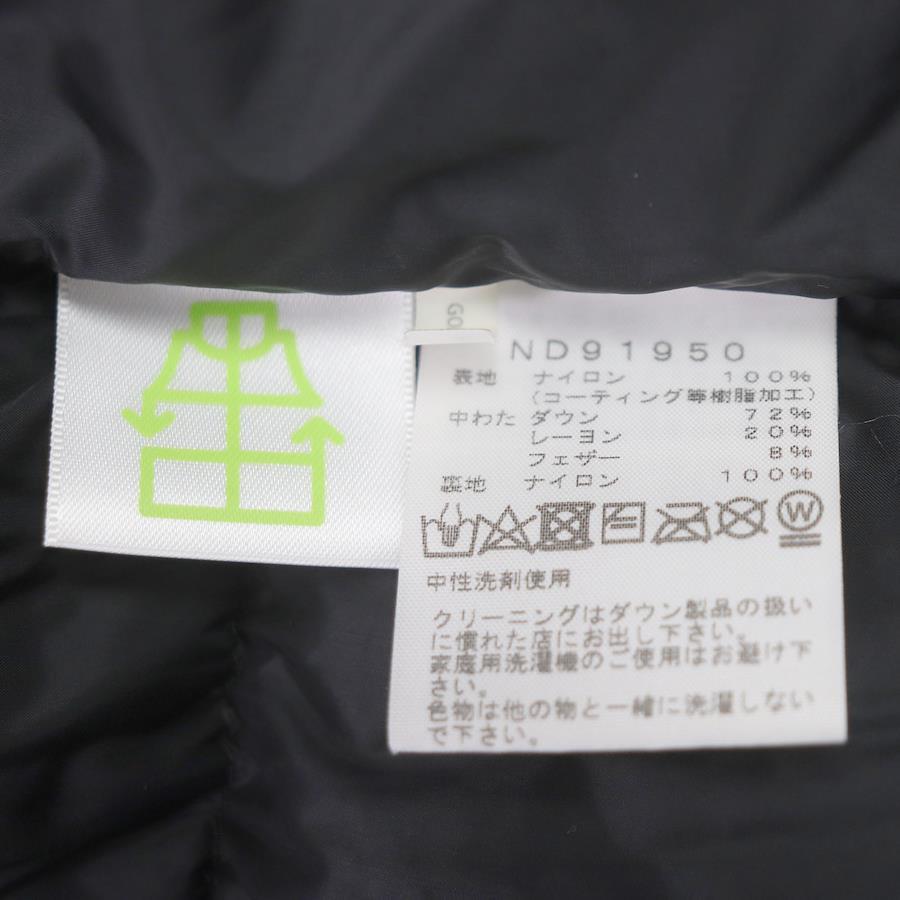 GO
ND91950
表地 ナイロン 100%
(コーティング等樹脂加工)
中わた ダウン 72%
レーヨン 20%
フェザー 8%
裏地 ナイロン 100%
W
中性洗剤使用
クリーニングはダウン製品の扱い
に慣れた店にお出し下さい。
家庭用洗濯機のご使用はお避け下
さい。
色物は他の物と一緒に洗濯しない
で下さい。